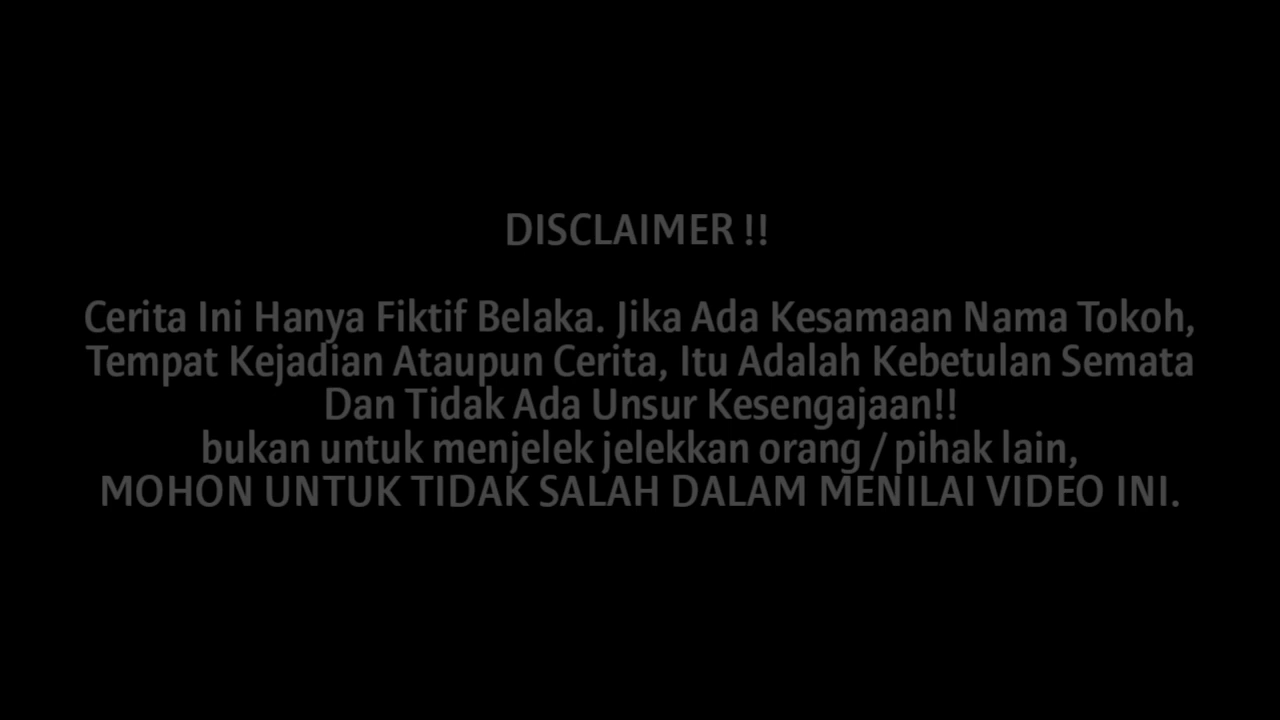 DISCLAIMER !!
Cerita Ini Hanya Fiktif Belaka. Jika Ada Kesamaan Nama Tokoh,
Tempat Kejadian Ataupun Cerita, Itu Adalah Kebetulan Semata
Dan Tidak Ada Unsur Kesengajaan!!
bukan untuk menjelek jelekkan orang / pihak lain,
MOHON UNTUK TIDAK SALAH DALAM MENILAI VIDEO INI.